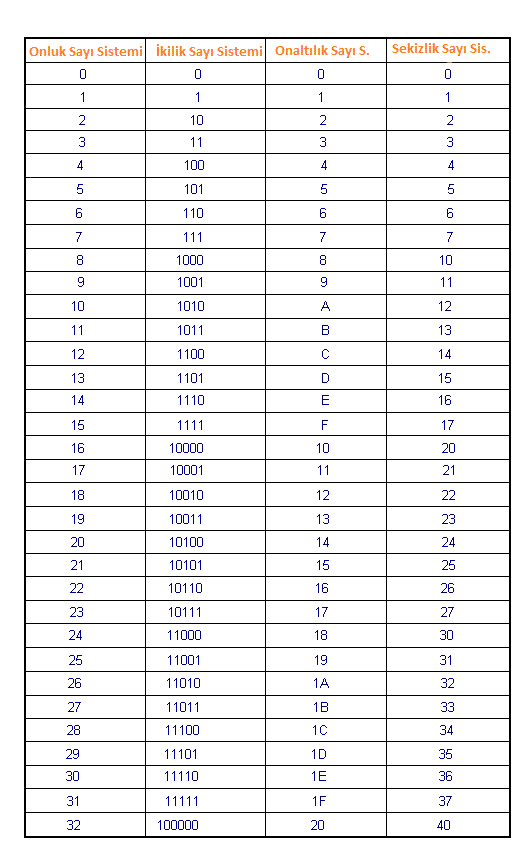 Onluk Sayı Sistemi İkilik Sayı Sistemi Onaltılık Sayı S. Sekizlik Sayı Sis.
0 0 0 0
1 1 1 1
2 10 2 2
3 11 3 3
4 100 4 4
5 101 5 5
6 110 6 6
7 111 7 7
8 1000 8 10
9 1001 9 11
10 1010 A 12
11 1011 B 13
12 1100 C 14
13 1101 D 15
14 1110 E 16
15 1111 F 17
16 10000 10 20
17 10001 11 21
18 10010 12 22
19 10011 13 23
20 10100 14 24
21 10101 15 25
22 10110 16 26
23 10111 17 27
24 11000 18 30
25 11001 19 31
26 11010 1A 32
27 11011 1B 33
28 11100 1C 34
29 11101 1D 35
30 11110 1E 36
31 11111 1F 37
32 100000 20 40